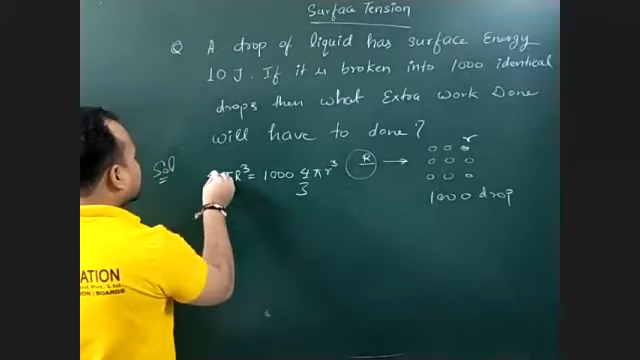 Surface Tension
Q A drop of liquid has surface Energy
10 J. If it is broken into 1000 identical
drops then what Extra work Done
will have to done?
Sol
πR³ = 1000 4/3 πr³
R
r
1000 drop
ATION